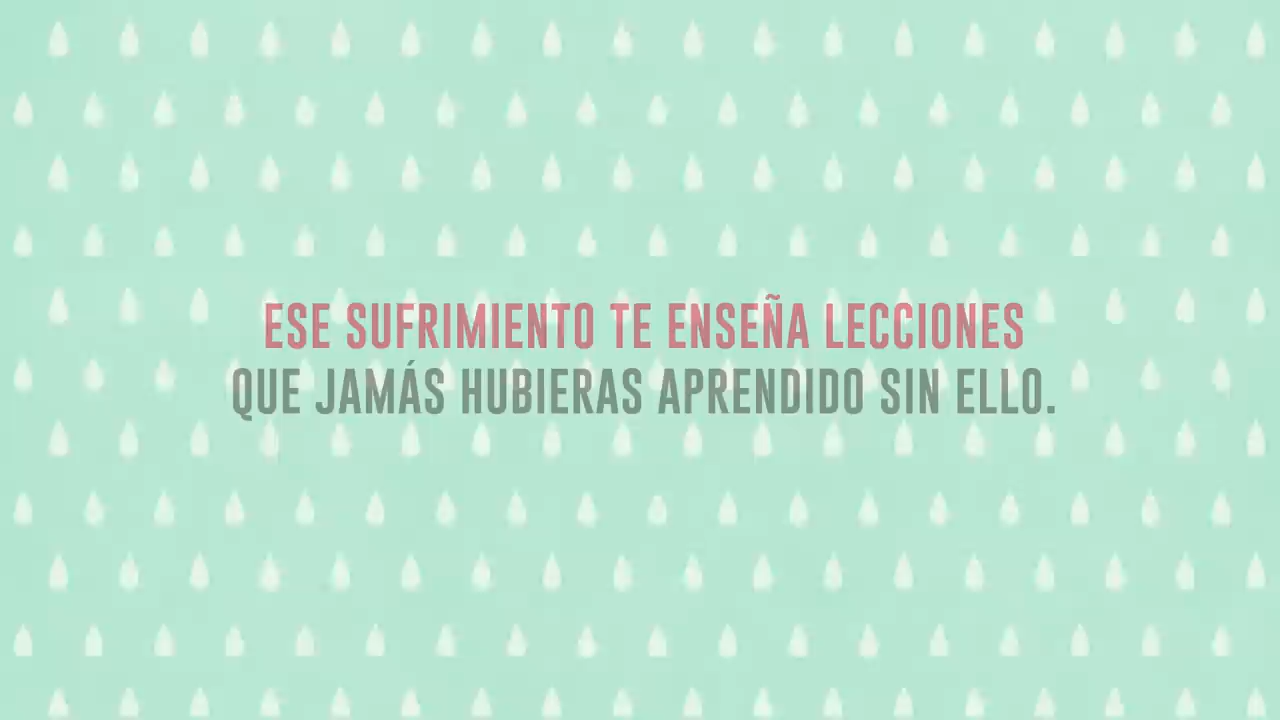 ESE SUFRIMIENTO TE ENSEÑA LECCIONES
QUE JAMÁS HUBIERAS APRENDIDO SIN ELLO.